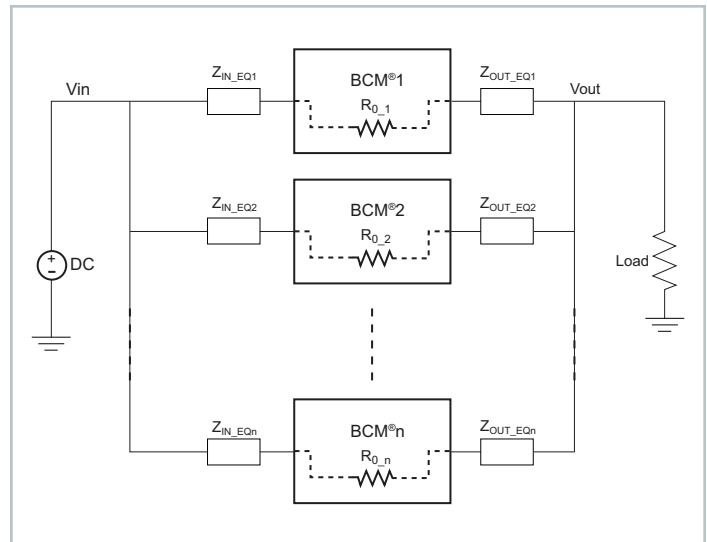 Vin
Z_IN_EQ1
BCM®1
R_0_1
Z_OUT_EQ1
Vout
Z_IN_EQ2
BCM®2
R_0_2
Z_OUT_EQ2
+
–
DC
Load
Z_IN_EQn
BCM®n
R_0_n
Z_OUT_EQn